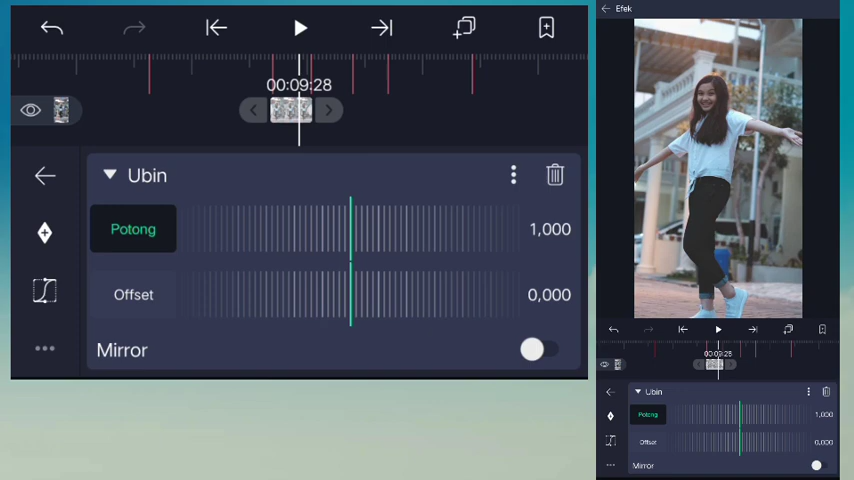 00:09:28
Ubin
Potong 1,000
Offset 0,000
Mirror
Efek
00:09:28
Ubin
Potong 1,000
Offset 0,000
Mirror